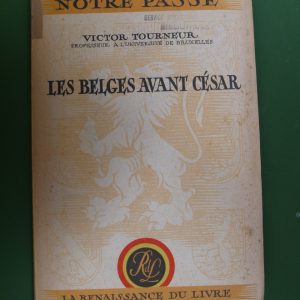 NOTRE PASSÉ
VICTOR TOURNEUR
PROFESSEUR À L'UNIVERSITÉ DE BRUXELLES
LES BELGES AVANT CÉSAR
RL
LA RENAISSANCE DU LIVRE